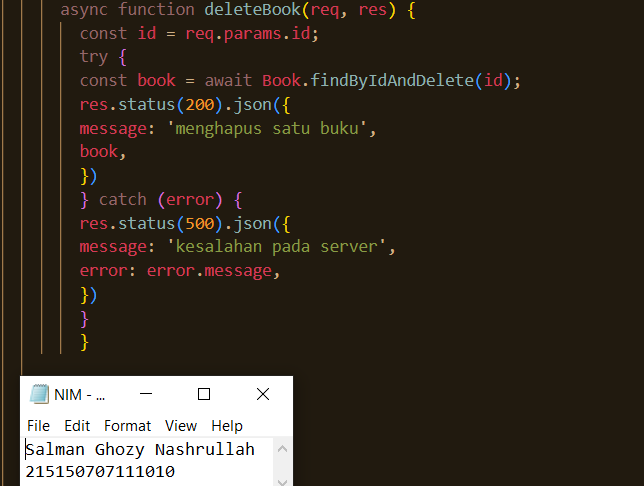 async function deleteBook(req, res) {
const id = req.params.id;
try {
const book = await Book.findByIdAndDelete(id);
res.status(200).json({
message: 'menghapus satu buku',
book,
})
} catch (error) {
res.status(500).json({
message: 'kesalahan pada server',
error: error.message,
})
}
}
NIM - ...
File Edit Format View Help
Salman Ghozy Nashrullah
215150707111010